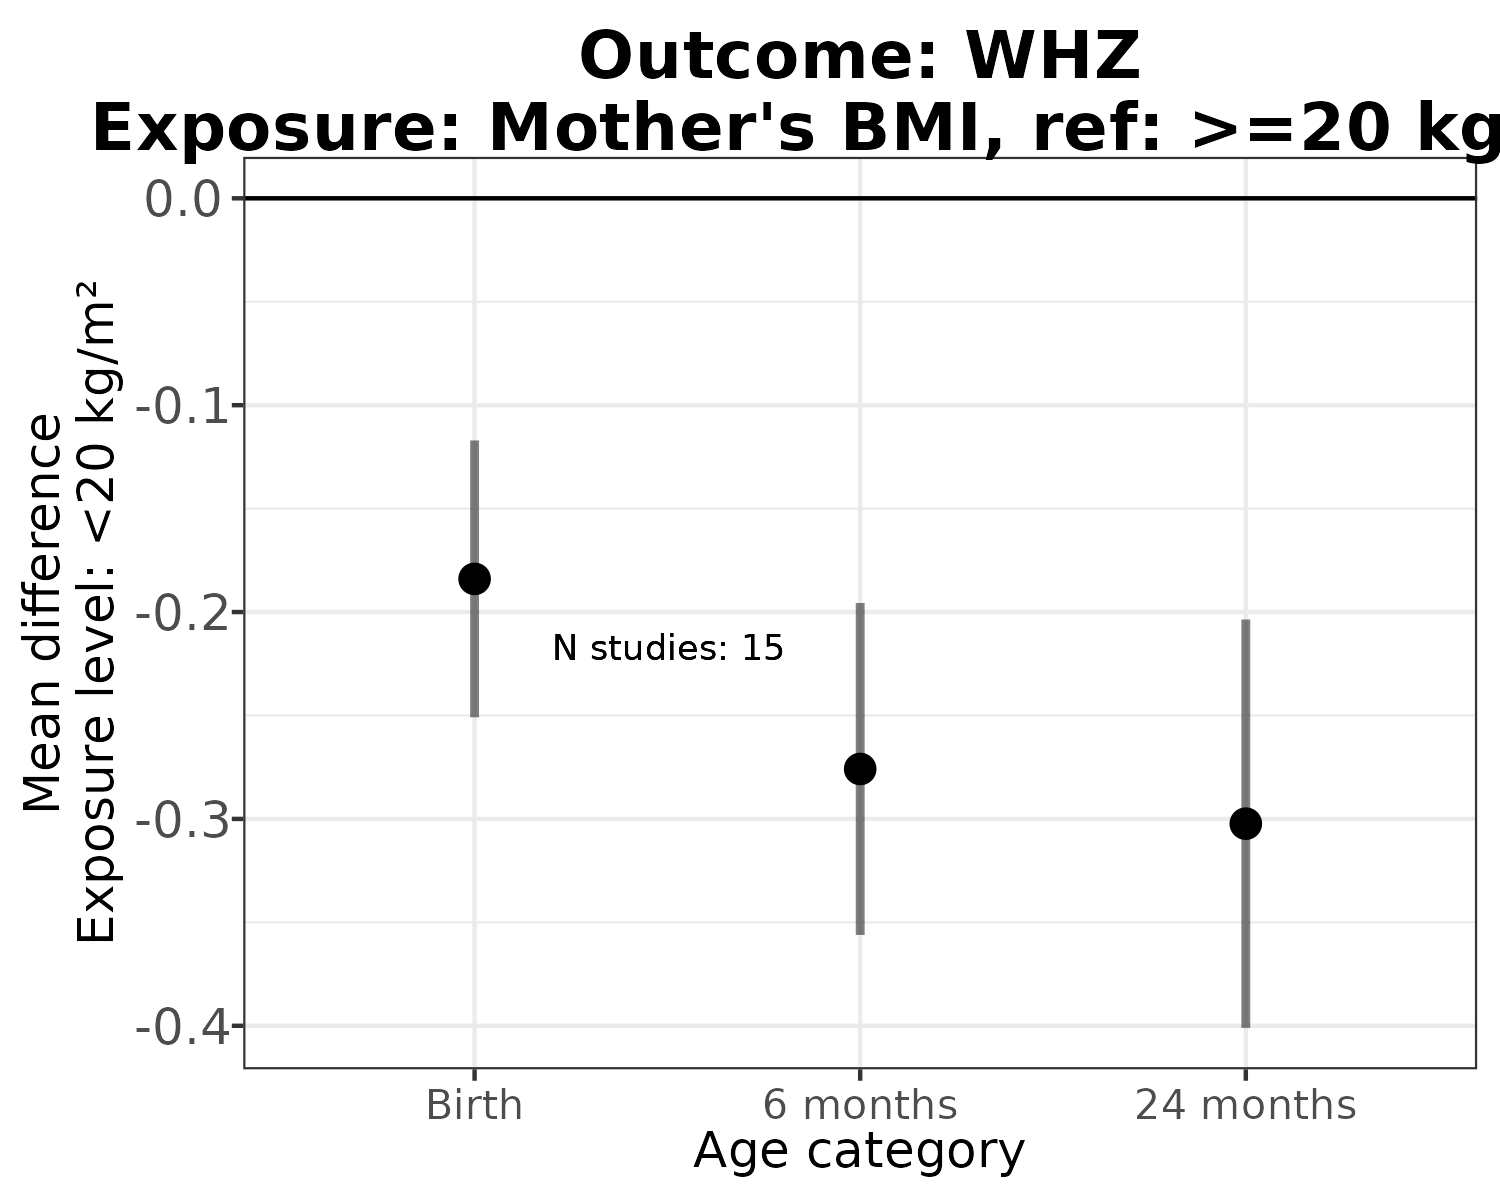 Outcome: WHZ
Exposure: Mother's BMI, ref: >=20 kg
Mean difference
Exposure level: <20 kg/m²
0.0
-0.1
-0.2
-0.3
-0.4
N studies: 15
Birth
6 months
24 months
Age category